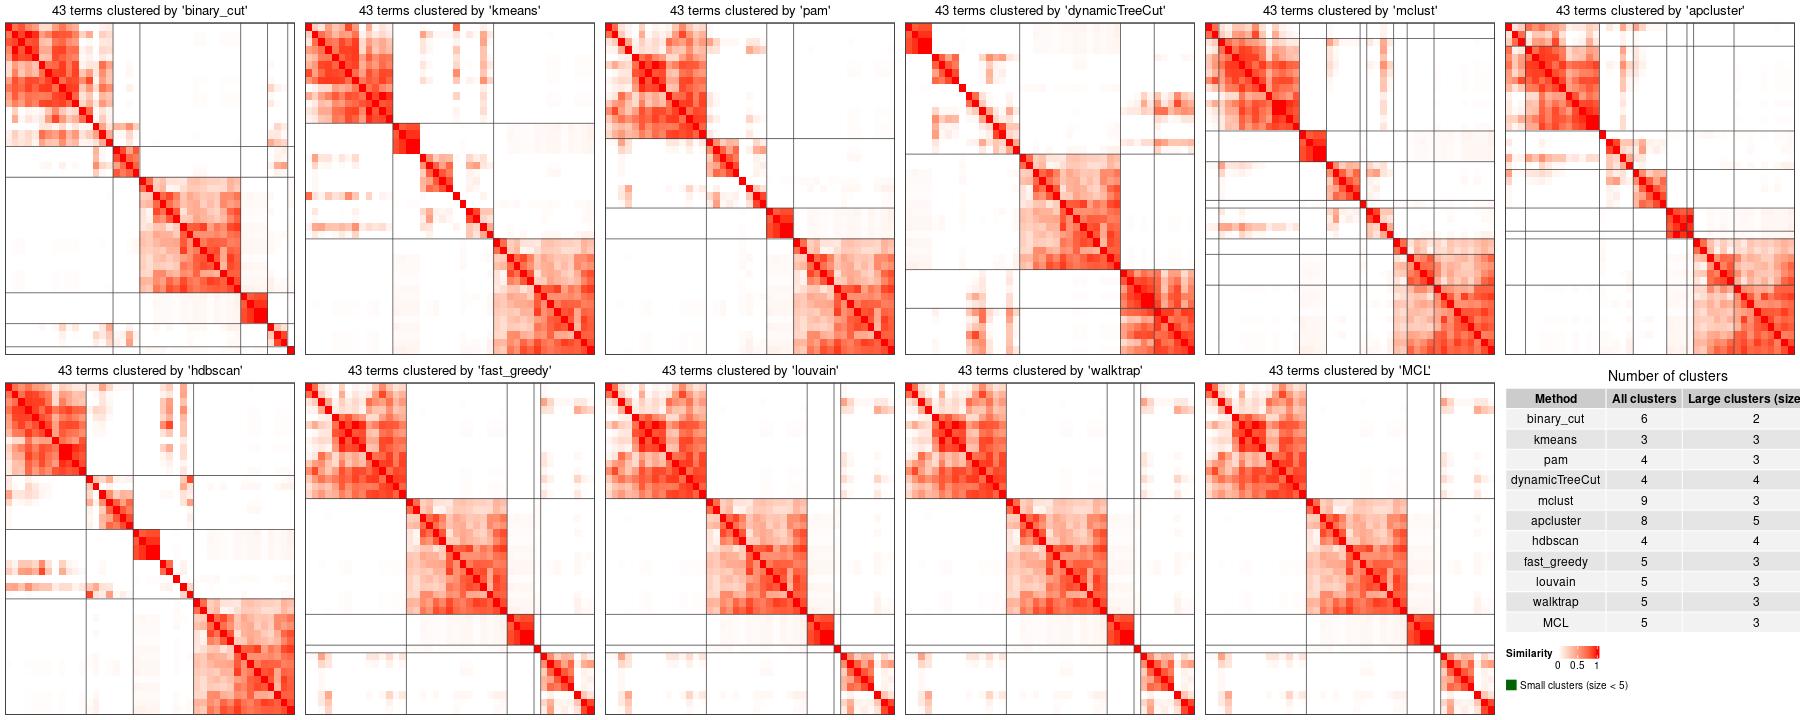 43 terms clustered by 'binary_cut'
43 terms clustered by 'kmeans'
43 terms clustered by 'pam'
43 terms clustered by 'dynamicTreeCut'
43 terms clustered by 'mclust'
43 terms clustered by 'apcluster'
43 terms clustered by 'hdbscan'
43 terms clustered by 'fast_greedy'
43 terms clustered by 'louvain'
43 terms clustered by 'walktrap'
43 terms clustered by 'MCL'
Number of clusters
Method All clusters Large clusters (size
binary_cut 6 2
kmeans 3 3
pam 4 3
dynamicTreeCut 4 4
mclust 9 3
apcluster 8 5
hdbscan 4 4
fast_greedy 5 3
louvain 5 3
walktrap 5 3
MCL 5 3
Similarity
0 0.5 1
Small clusters (size < 5)